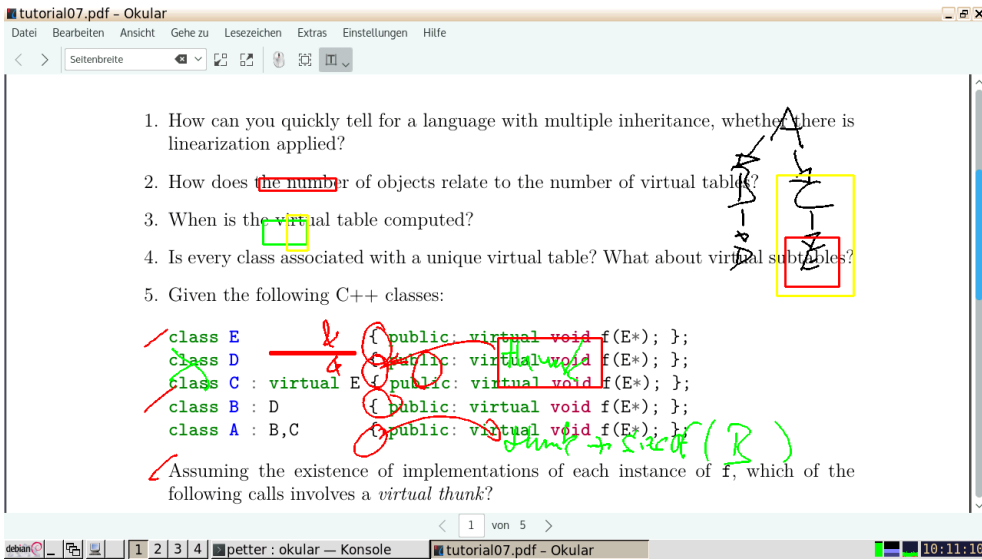 tutorial07.pdf – Okular
Datei Bearbeiten Ansicht Gehe zu Lesezeichen Extras Einstellungen Hilfe
Seitenbreite
1. How can you quickly tell for a language with multiple inheritance, whether there is
linearization applied?
2. How does the number of objects relate to the number of virtual tables?
3. When is the virtual table computed?
4. Is every class associated with a unique virtual table? What about virtual subtables?
5. Given the following C++ classes:
class E { public: virtual void f(E*); };
class D { public: virtual void f(E*); };
class C : virtual E { public: virtual void f(E*); };
class B : D { public: virtual void f(E*); };
class A : B,C { public: virtual void f(E*); };
Assuming the existence of implementations of each instance of f, which of the
following calls involves a virtual thunk?
A
B C
D E
thunk
thunk + sizeof(B)
1 von 5
debian 1 2 3 4 petter : okular — Konsole tutorial07.pdf – Okular 10:11:16